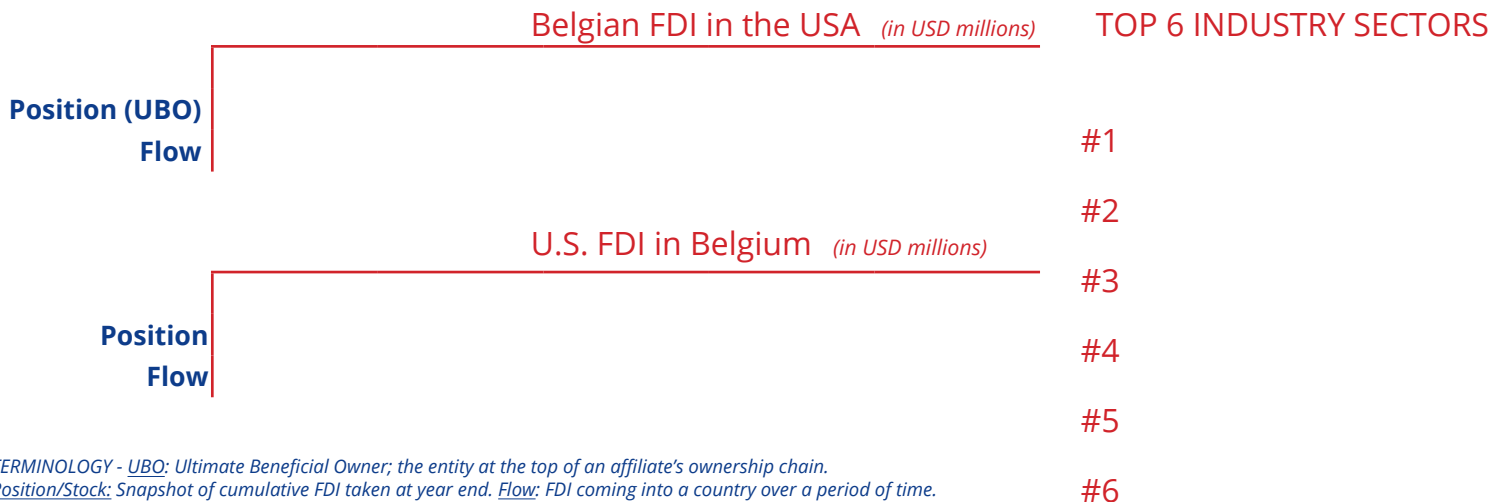 Belgian FDI in the USA (in USD millions)
Position (UBO)
Flow
U.S. FDI in Belgium (in USD millions)
Position
Flow
TERMINOLOGY - UBO: Ultimate Beneficial Owner; the entity at the top of an affiliate's ownership chain.
Position/Stock: Snapshot of cumulative FDI taken at year end. Flow: FDI coming into a country over a period of time.
TOP 6 INDUSTRY SECTORS
#1
#2
#3
#4
#5
#6